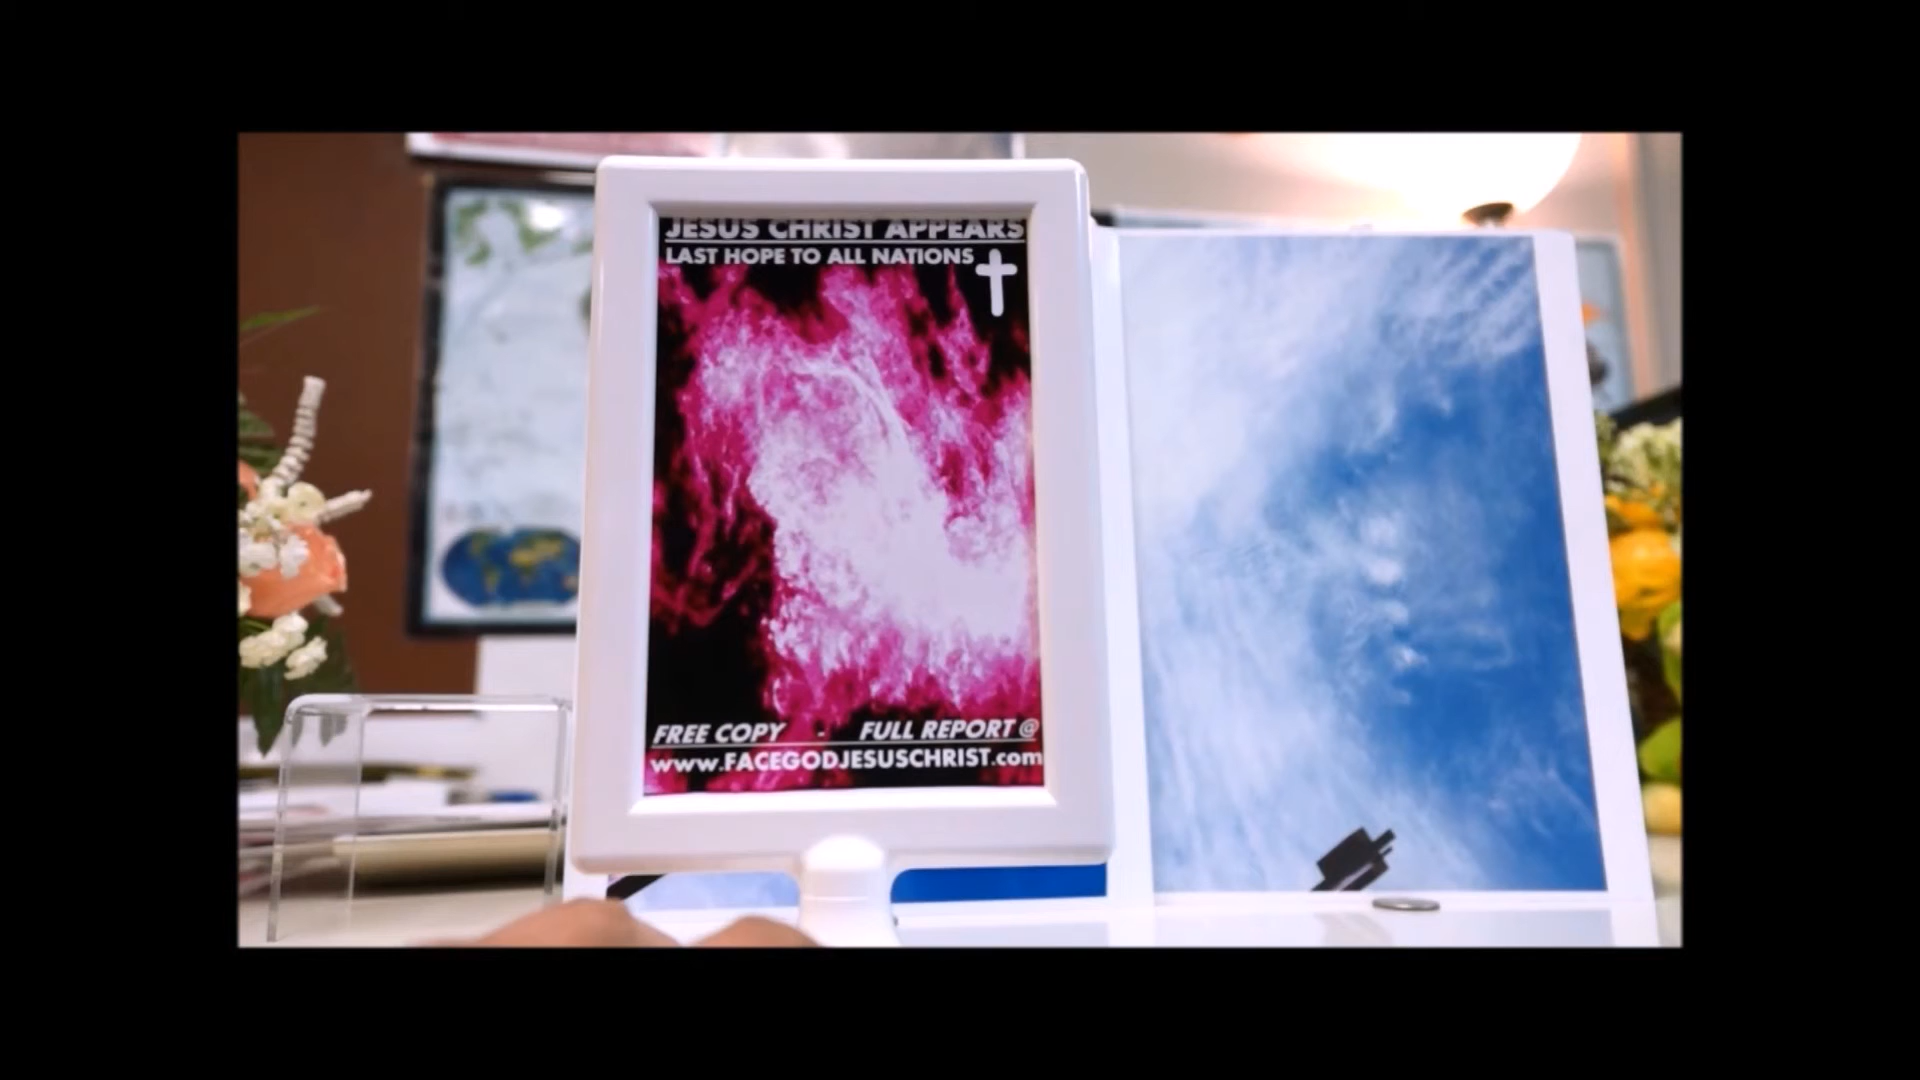 JESUS CHRIST APPEARS
LAST HOPE TO ALL NATIONS
FREE COPY - FULL REPORT @
www.FACEGODJESUSCHRIST.com